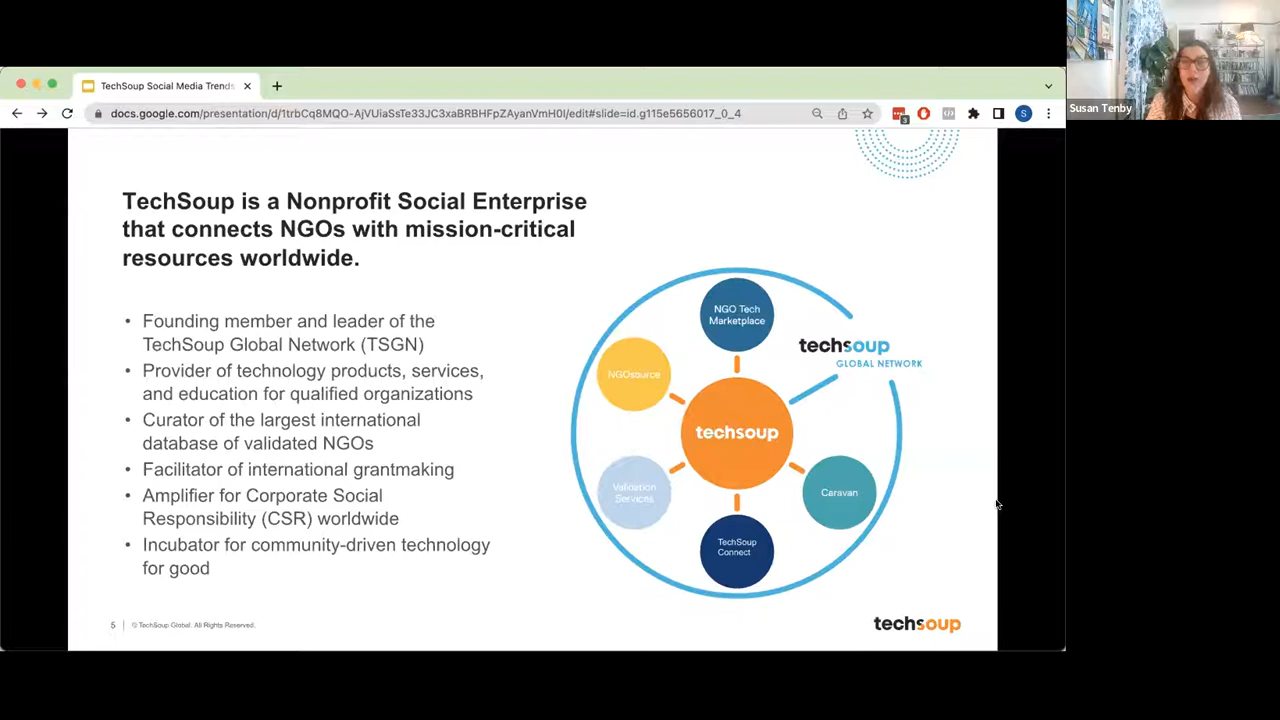 TechSoup Social Media Trends
docs.google.com/presentation/d/1trbCq8MQO-AjVUiaSsTe33JC3xaBRBHFpZAyanVmH0I/edit#slide=id.g115e5656017_0_4
3
S
Susan Tenby
TechSoup is a Nonprofit Social Enterprise
that connects NGOs with mission-critical
resources worldwide.
• Founding member and leader of the
TechSoup Global Network (TSGN)
• Provider of technology products, services,
and education for qualified organizations
• Curator of the largest international
database of validated NGOs
• Facilitator of international grantmaking
• Amplifier for Corporate Social
Responsibility (CSR) worldwide
• Incubator for community-driven technology
for good
NGO Tech
Marketplace
techsoup
GLOBAL NETWORK
NGOsource
techsoup
Validation
Services
Caravan
TechSoup
Connect
5 | © TechSoup Global. All Rights Reserved.
techsoup